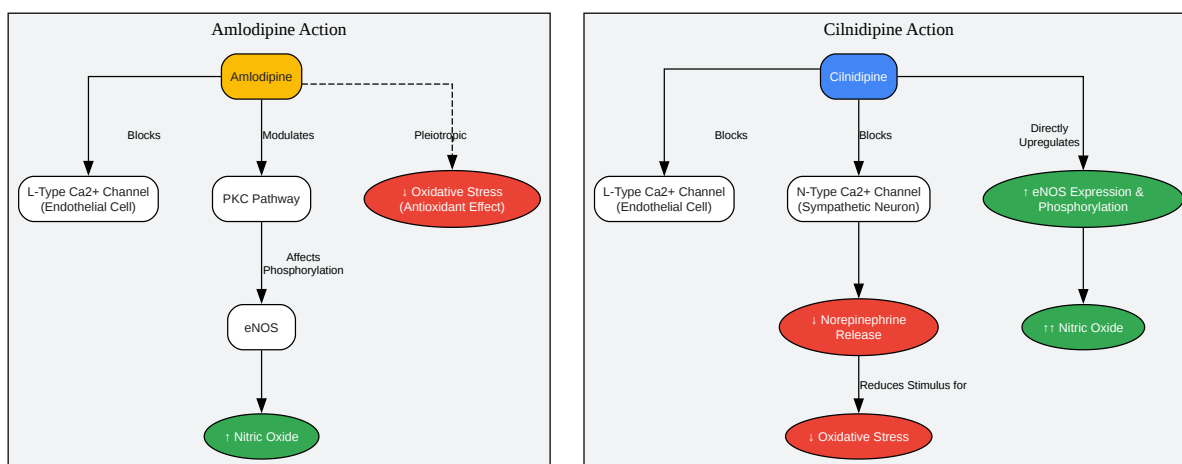 Amlodipine Action
Amlodipine
Blocks
Modulates
Pleiotropic
L-Type Ca2+ Channel
(Endothelial Cell)
PKC Pathway
↓ Oxidative Stress
(Antioxidant Effect)
Affects
Phosphorylation
eNOS
↑ Nitric Oxide
Cilnidipine Action
Cilnidipine
Blocks
Blocks
Directly
Upregulates
L-Type Ca2+ Channel
(Endothelial Cell)
N-Type Ca2+ Channel
(Sympathetic Neuron)
↑ eNOS Expression &
Phosphorylation
↓ Norepinephrine
Release
↑↑ Nitric Oxide
Reduces Stimulus for
↓ Oxidative Stress